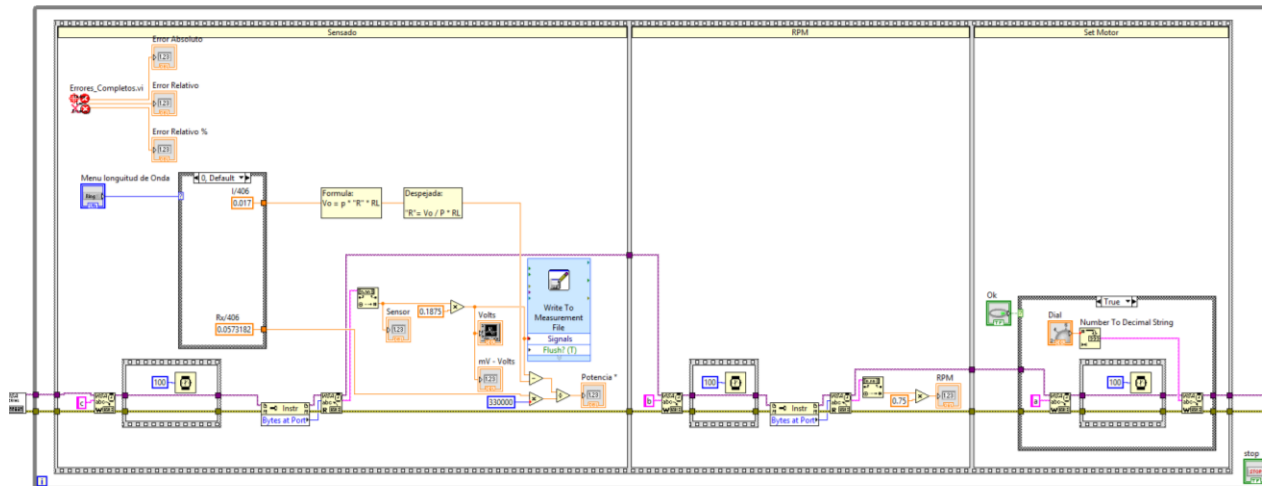 Sensado
RPM
Set Motor
Error Absoluto
Errores_Completos.vi
Error Relativo
Error Relativo %
Menu longuitud de Onda
0, Default
I/406
0.017
Formula:
Vo = p * "R" * RL
Despejada:
"R"= Vo / P * RL
Rx/406
0.0573182
Sensor
0.1875
Volts
mV - Volts
Write To
Measurement
File
Signals
Flush? (T)
Potencia *
330000
100
c
Instr
Bytes at Port
b
100
Instr
Bytes at Port
0.75
RPM
Ok
True
Dial
Number To Decimal String
a
100
stop
STOP
i